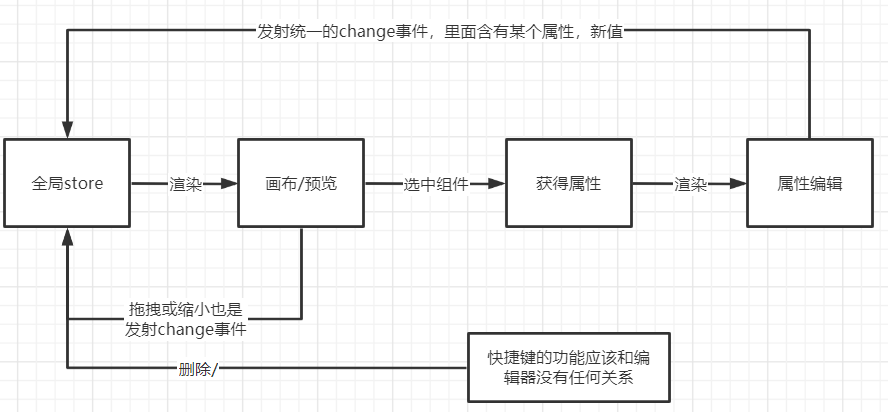 发射统一的change事件，里面含有某个属性，新值
全局store
渲染
画布/预览
选中组件
获得属性
渲染
属性编辑
拖拽或缩小也是
发射change事件
删除/
快捷键的功能应该和编
辑器没有任何关系